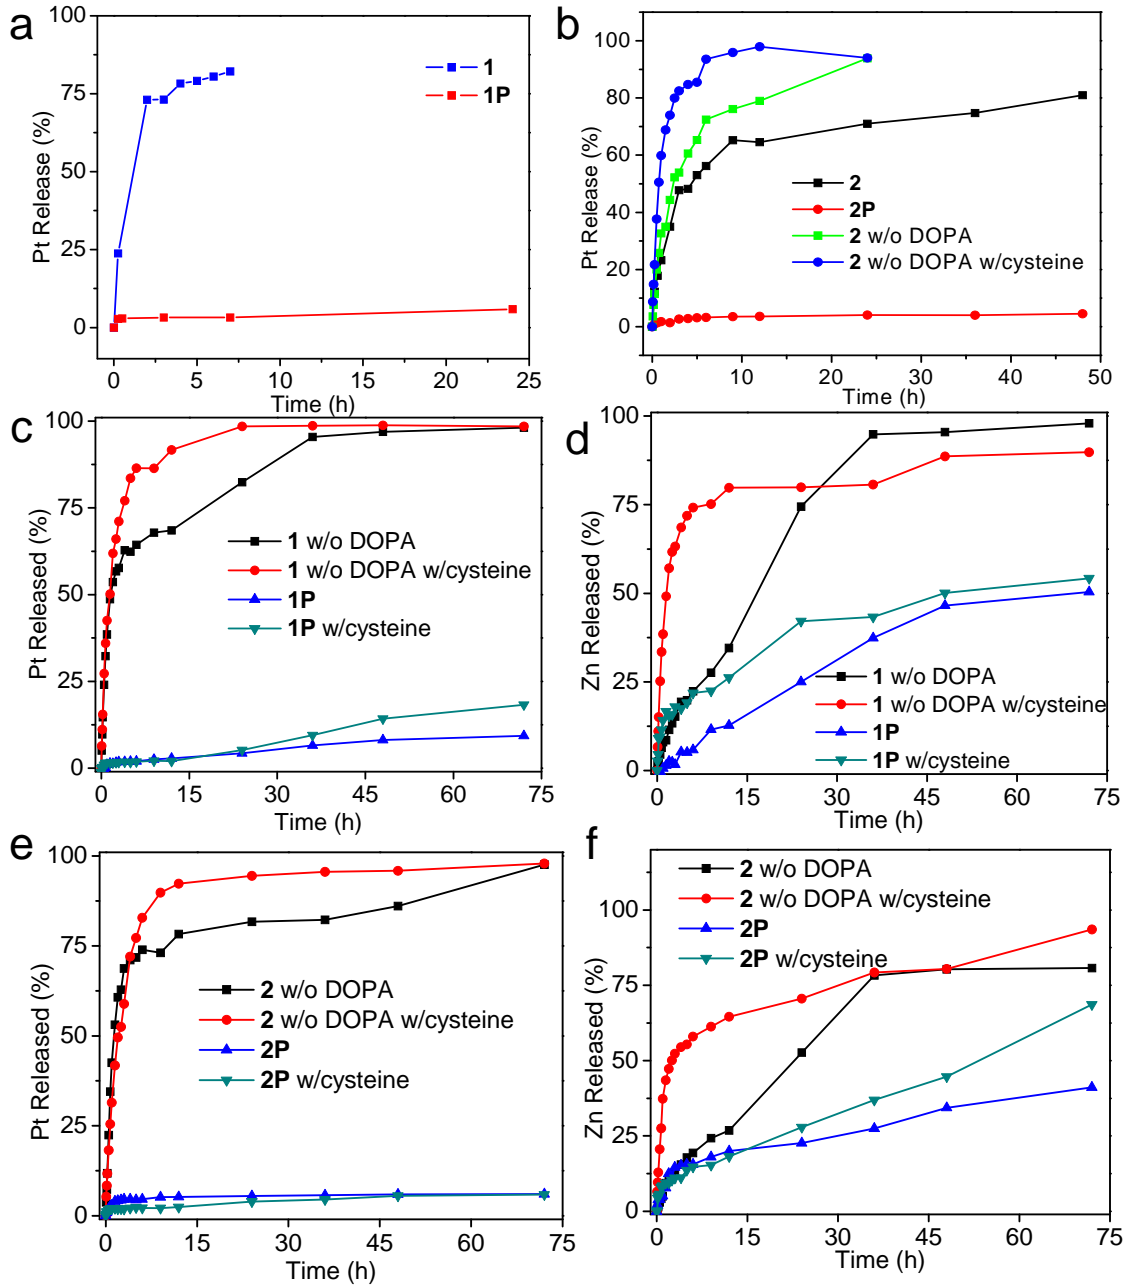 a
100
75
50
25
0
Pt Release (%)
1
1P
0 5 10 15 20 25
Time (h)
b
100
80
60
40
20
0
Pt Release (%)
2
2P
2 w/o DOPA
2 w/o DOPA w/cysteine
0 10 20 30 40 50
Time (h)
c
100
75
50
25
0
Pt Released (%)
1 w/o DOPA
1 w/o DOPA w/cysteine
1P
1P w/cysteine
0 15 30 45 60 75
Time (h)
d
100
75
50
25
0
Zn Released (%)
1 w/o DOPA
1 w/o DOPA w/cysteine
1P
1P w/cysteine
0 15 30 45 60 75
Time (h)
e
100
75
50
25
0
Pt Released (%)
2 w/o DOPA
2 w/o DOPA w/cysteine
2P
2P w/cysteine
0 15 30 45 60 75
Time (h)
f
100
75
50
25
0
Zn Released (%)
2 w/o DOPA
2 w/o DOPA w/cysteine
2P
2P w/cysteine
0 15 30 45 60 75
Time (h)